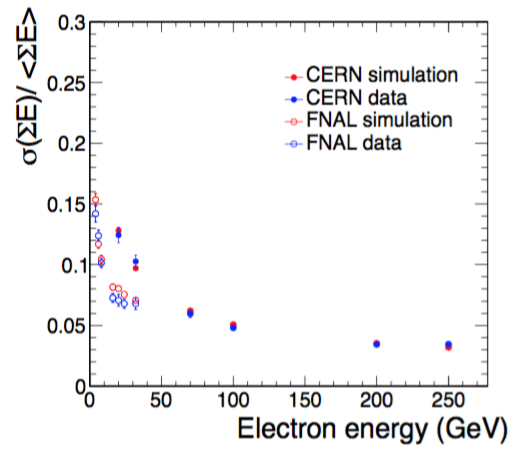 σ(ΣE)/ <ΣE>
0.3
0.25
0.2
0.15
0.1
0.05
0
CERN simulation
CERN data
FNAL simulation
FNAL data
0 50 100 150 200 250
Electron energy (GeV)